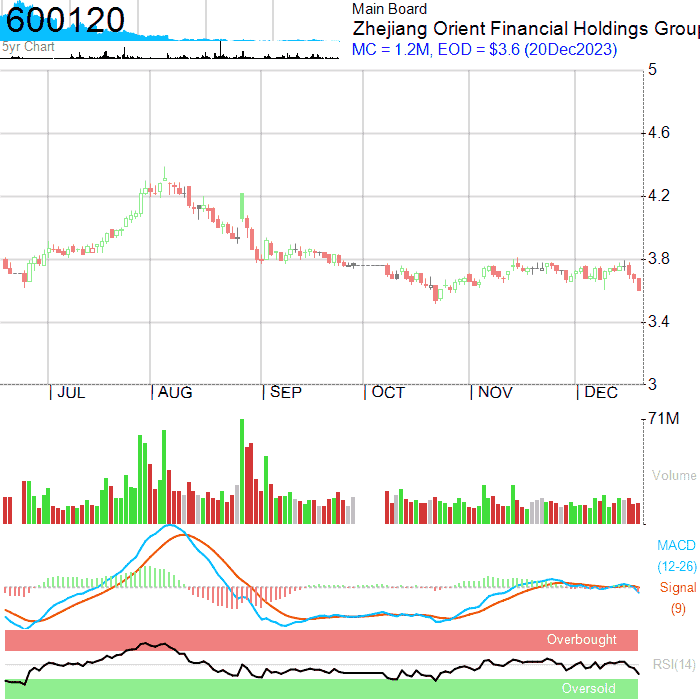 600120
5yr Chart
Main Board
Zhejiang Orient Financial Holdings Group
MC = 1.2M, EOD = $3.6 (20Dec2023)
5
4.6
4.2
3.8
3.4
3
JUL AUG SEP OCT NOV DEC
71M
Volume
MACD
(12-26)
Signal
(9)
Overbought
RSI(14)
Oversold